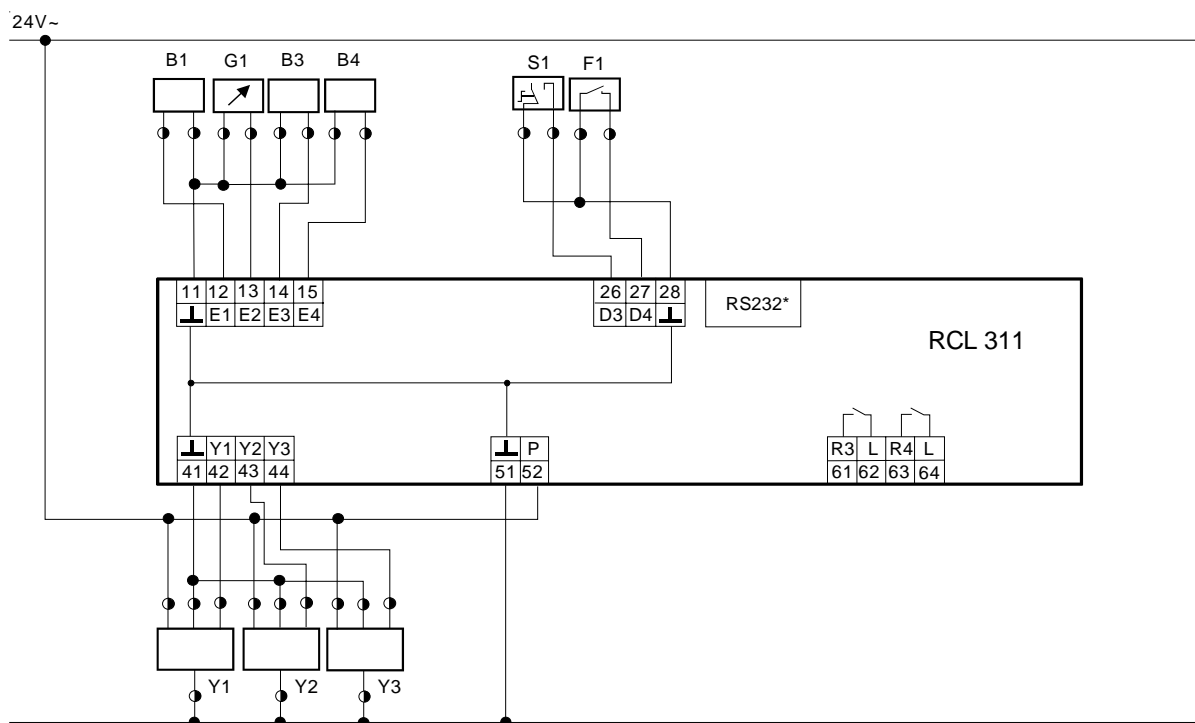 24V~
B1 G1 B3 B4 S1 F1
11 12 13 14 15 26 27 28
E1 E2 E3 E4 D3 D4 RS232*
RCL 311
Y1 Y2 Y3 P R3 L R4 L
41 42 43 44 51 52 61 62 63 64
Y1 Y2 Y3